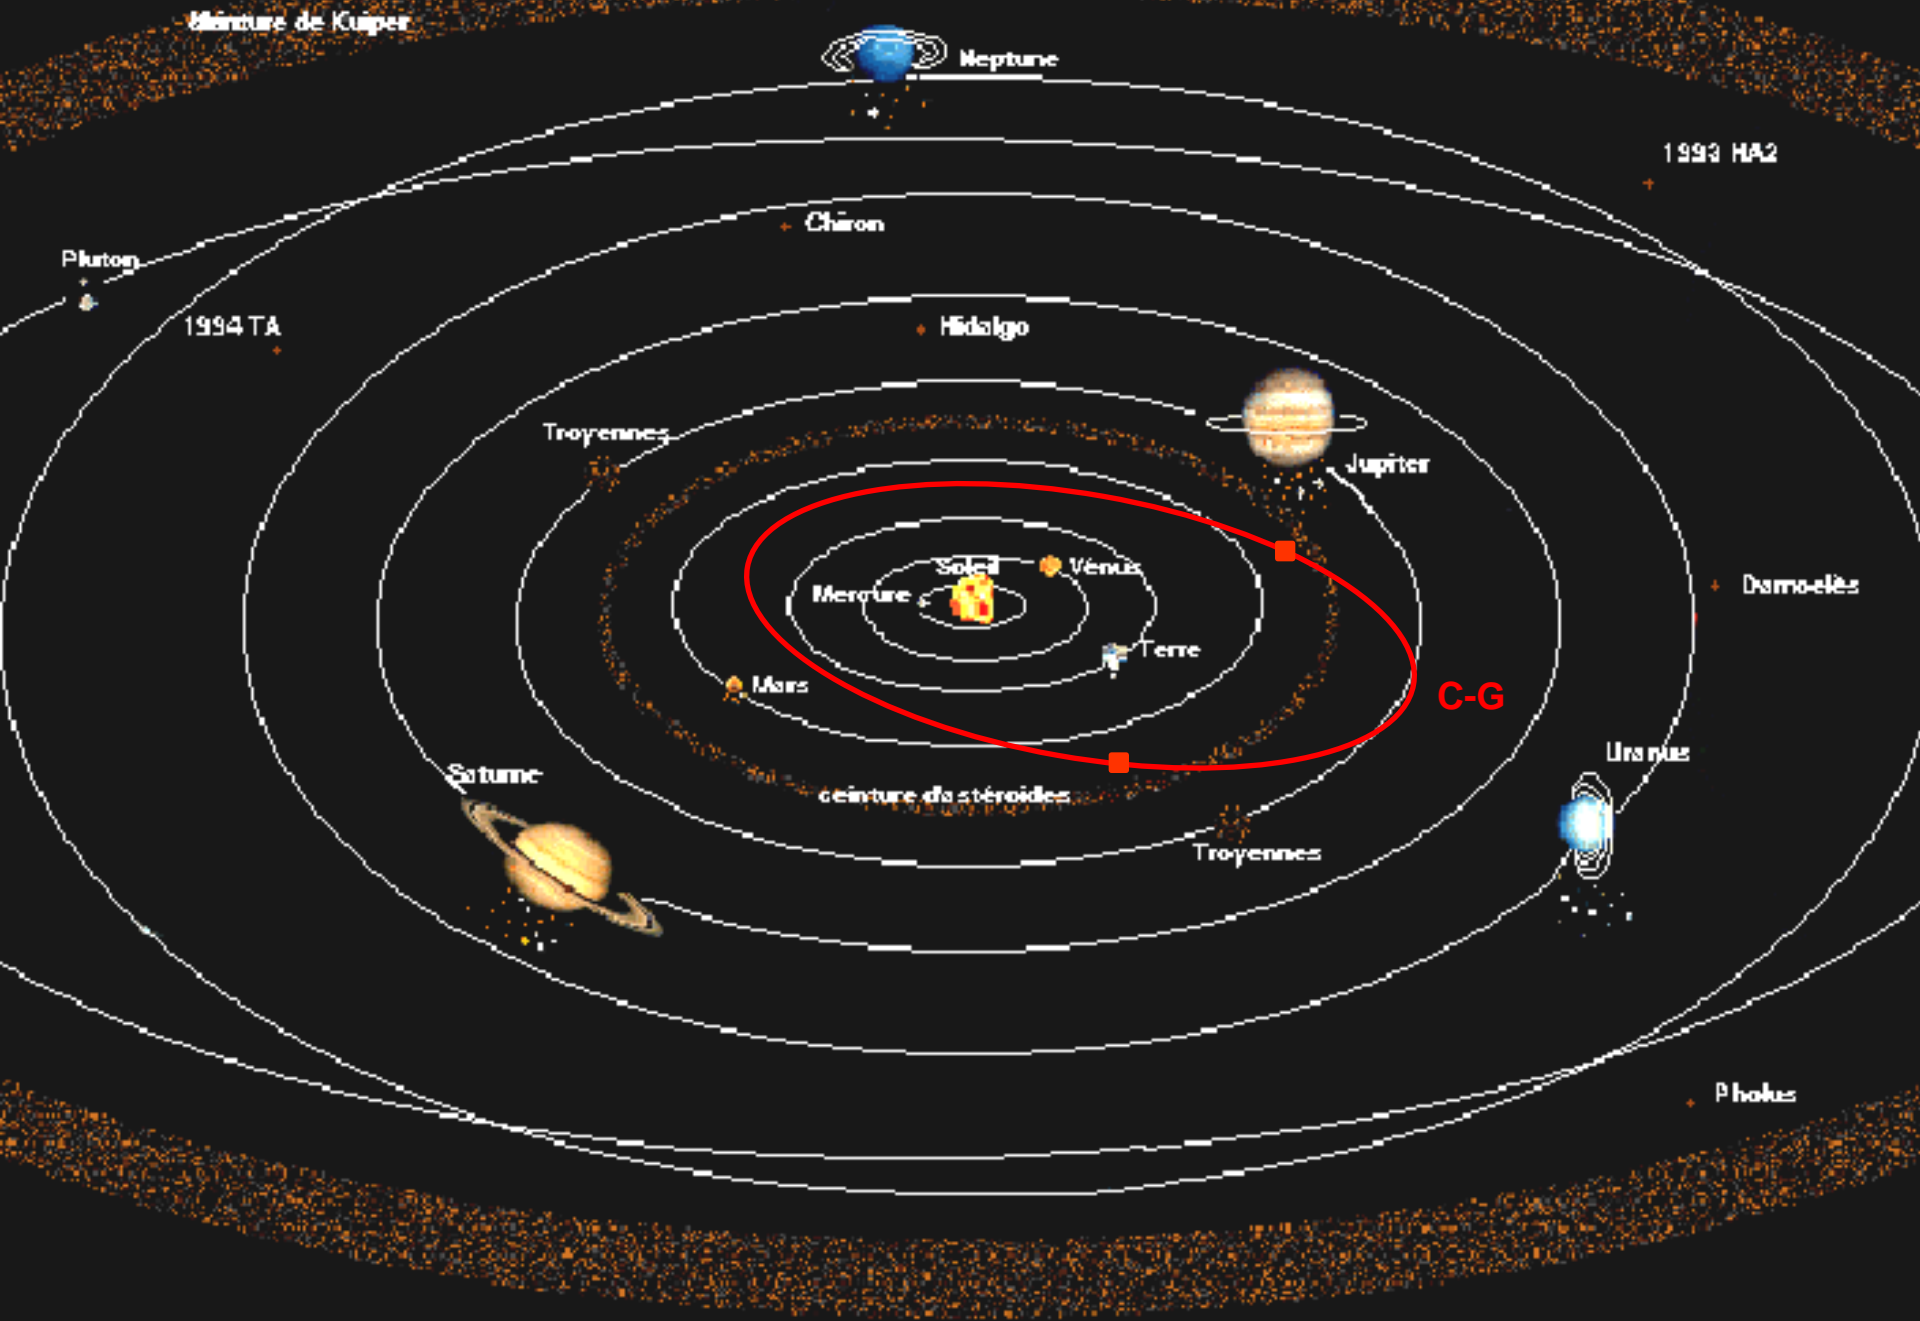 Ceinture de Kuiper
Neptune
1993 HA2
Chiron
Pluton
1994 TA
Hidalgo
Troyennes
Jupiter
Soleil
Vénus
Mercure
Damoclès
Terre
Mars
C-G
Uranus
Saturne
ceinture d'astéroïdes
Troyennes
Pholus